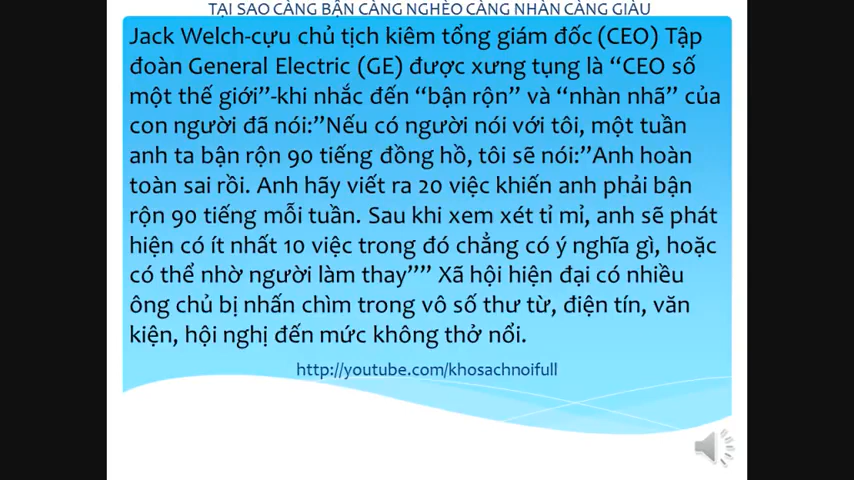 TẠI SAO CÀNG BẬN CÀNG NGHÈO CÀNG NHÀN CÀNG GIÀU
Jack Welch-cựu chủ tịch kiêm tổng giám đốc (CEO) Tập
đoàn General Electric (GE) được xưng tụng là “CEO số
một thế giới”-khi nhắc đến “bận rộn” và “nhàn nhã” của
con người đã nói:”Nếu có người nói với tôi, một tuần
anh ta bận rộn 90 tiếng đồng hồ, tôi sẽ nói:”Anh hoàn
toàn sai rồi. Anh hãy viết ra 20 việc khiến anh phải bận
rộn 90 tiếng mỗi tuần. Sau khi xem xét tỉ mỉ, anh sẽ phát
hiện có ít nhất 10 việc trong đó chẳng có ý nghĩa gì, hoặc
có thể nhờ người làm thay”” Xã hội hiện đại có nhiều
ông chủ bị nhấn chìm trong vô số thư từ, điện tín, văn
kiện, hội nghị đến mức không thở nổi.
http://youtube.com/khosachnoifull